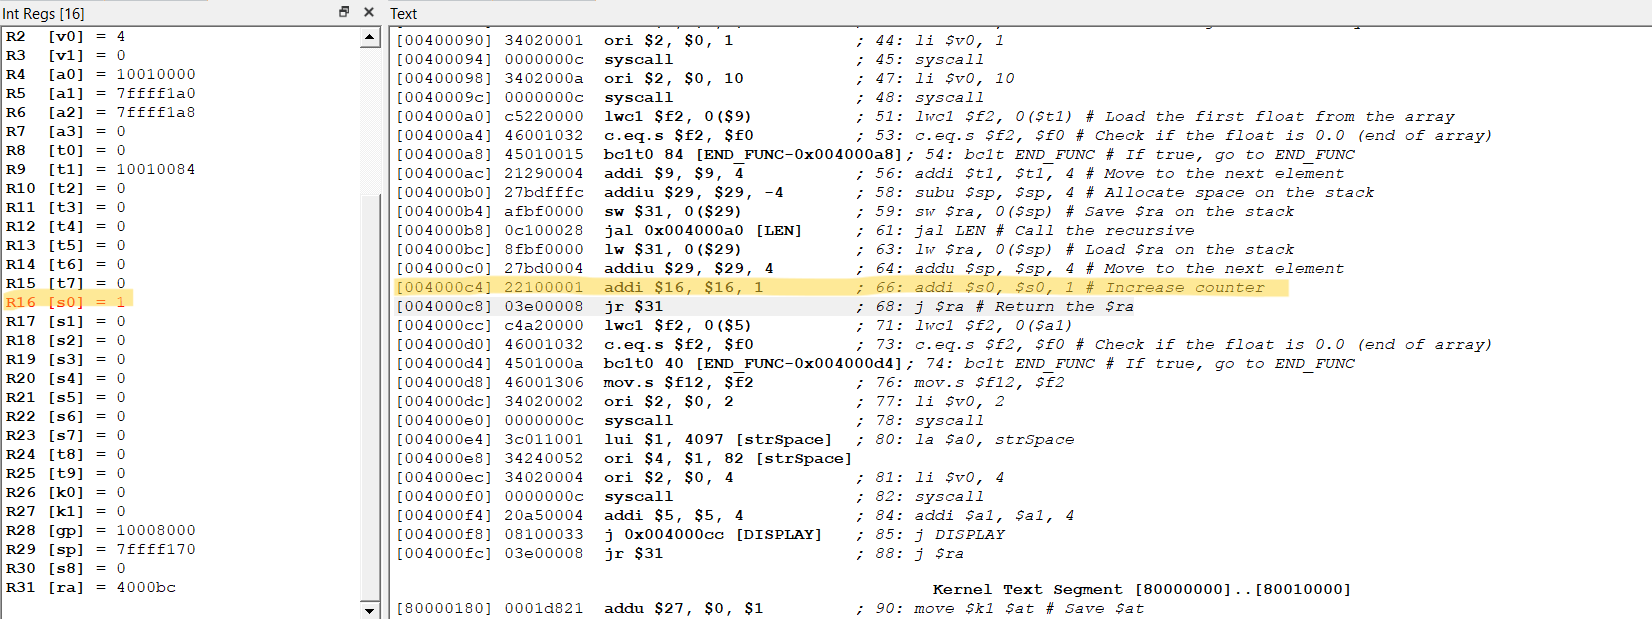 Int Regs [16]
R2 [v0] = 4
R3 [v1] = 0
R4 [a0] = 10010000
R5 [a1] = 7ffff1a0
R6 [a2] = 7ffff1a8
R7 [a3] = 0
R8 [t0] = 0
R9 [t1] = 10010084
R10 [t2] = 0
R11 [t3] = 0
R12 [t4] = 0
R13 [t5] = 0
R14 [t6] = 0
R15 [t7] = 0
R16 [s0] = 1
R17 [s1] = 0
R18 [s2] = 0
R19 [s3] = 0
R20 [s4] = 0
R21 [s5] = 0
R22 [s6] = 0
R23 [s7] = 0
R24 [t8] = 0
R25 [t9] = 0
R26 [k0] = 0
R27 [k1] = 0
R28 [gp] = 10008000
R29 [sp] = 7ffff170
R30 [s8] = 0
R31 [ra] = 4000bc
Text
[00400090] 34020001 ori $2, $0, 1 ; 44: li $v0, 1
[00400094] 0000000c syscall ; 45: syscall
[00400098] 3402000a ori $2, $0, 10 ; 47: li $v0, 10
[0040009c] 0000000c syscall ; 48: syscall
[004000a0] c5220000 lwc1 $f2, 0($9) ; 51: lwc1 $f2, 0($t1) # Load the first float from the array
[004000a4] 46001032 c.eq.s $f2, $f0 ; 53: c.eq.s $f2, $f0 # Check if the float is 0.0 (end of array)
[004000a8] 45010015 bc1t0 84 [END_FUNC-0x004000a8]; 54: bc1t END_FUNC # If true, go to END_FUNC
[004000ac] 21290004 addi $9, $9, 4 ; 56: addi $t1, $t1, 4 # Move to the next element
[004000b0] 27bdfffc addiu $29, $29, -4 ; 58: subu $sp, $sp, 4 # Allocate space on the stack
[004000b4] afbf0000 sw $31, 0($29) ; 59: sw $ra, 0($sp) # Save $ra on the stack
[004000b8] 0c100028 jal 0x004000a0 [LEN] ; 61: jal LEN # Call the recursive
[004000bc] 8fbf0000 lw $31, 0($29) ; 63: lw $ra, 0($sp) # Load $ra on the stack
[004000c0] 27bd0004 addiu $29, $29, 4 ; 64: addu $sp, $sp, 4 # Move to the next element
[004000c4] 22100001 addi $16, $16, 1 ; 66: addi $s0, $s0, 1 # Increase counter
[004000c8] 03e00008 jr $31 ; 68: j $ra # Return the $ra
[004000cc] c4a20000 lwc1 $f2, 0($5) ; 71: lwc1 $f2, 0($a1)
[004000d0] 46001032 c.eq.s $f2, $f0 ; 73: c.eq.s $f2, $f0 # Check if the float is 0.0 (end of array)
[004000d4] 4501000a bc1t0 40 [END_FUNC-0x004000d4]; 74: bc1t END_FUNC # If true, go to END_FUNC
[004000d8] 46001306 mov.s $f12, $f2 ; 76: mov.s $f12, $f2
[004000dc] 34020002 ori $2, $0, 2 ; 77: li $v0, 2
[004000e0] 0000000c syscall ; 78: syscall
[004000e4] 3c011001 lui $1, 4097 [strSpace] ; 80: la $a0, strSpace
[004000e8] 34240052 ori $4, $1, 82 [strSpace]
[004000ec] 34020004 ori $2, $0, 4 ; 81: li $v0, 4
[004000f0] 0000000c syscall ; 82: syscall
[004000f4] 20a50004 addi $5, $5, 4 ; 84: addi $a1, $a1, 4
[004000f8] 08100033 j 0x004000cc [DISPLAY] ; 85: j DISPLAY
[004000fc] 03e00008 jr $31 ; 88: j $ra
Kernel Text Segment [80000000]..[80010000]
[80000180] 0001d821 addu $27, $0, $1 ; 90: move $k1 $at # Save $at